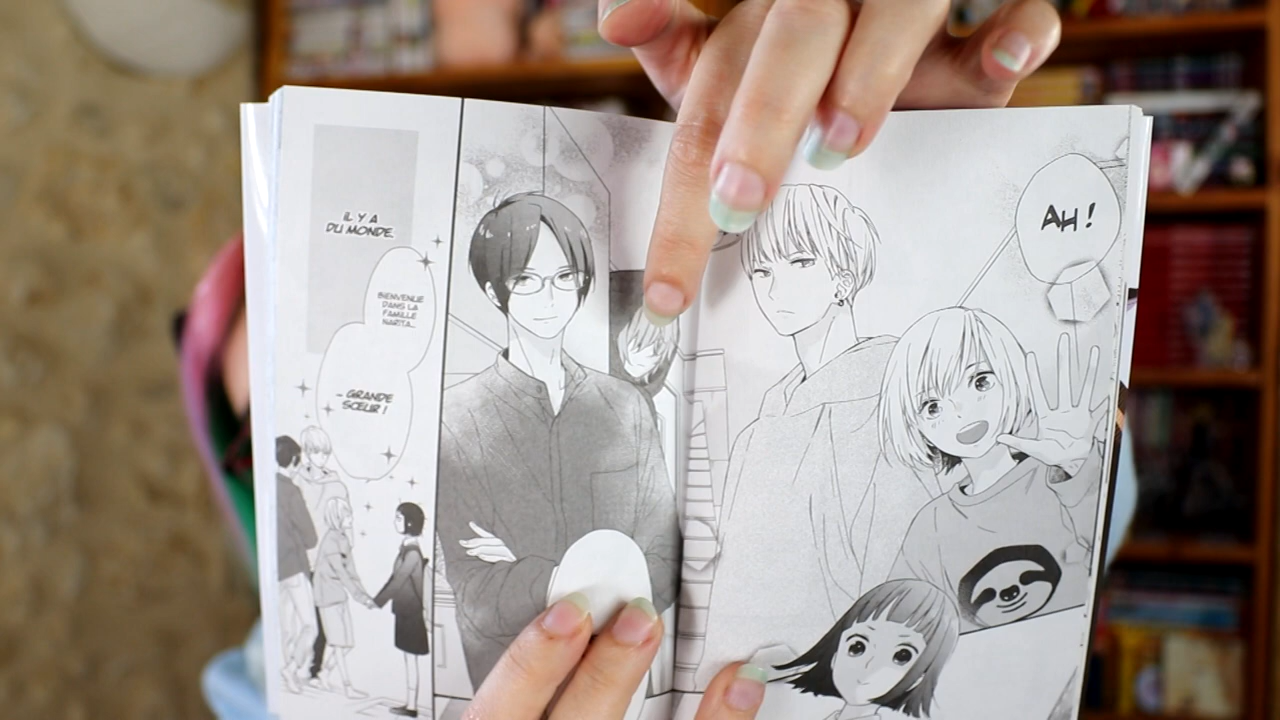 IL Y A
DU MONDE.
BIENVENUE
DANS LA
FAMILLE
NARITA...
... GRANDE
SŒUR !
AH !